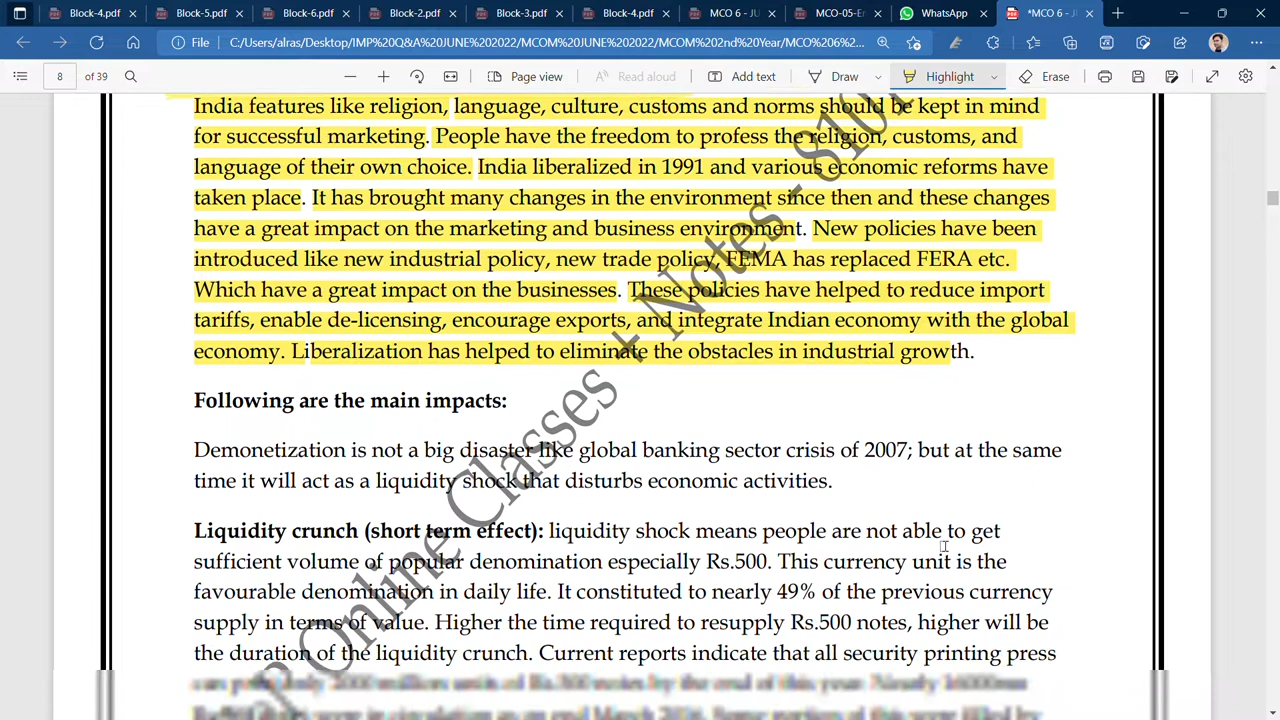 Block-4.pdf
Block-5.pdf
Block-6.pdf
Block-2.pdf
Block-3.pdf
Block-4.pdf
MCO 6 - JU
MCO-05-En
WhatsApp
*MCO 6 - JU
File C:/Users/alras/Desktop/IMP%20Q&A%20JUNE%202022/MCOM%20JUNE%202022/MCOM%202nd%20Year/MCO%206%2...
8 of 39 Page view Read aloud Add text Draw Highlight Erase
India features like religion, language, culture, customs and norms should be kept in mind
for successful marketing. People have the freedom to profess the religion, customs, and
language of their own choice. India liberalized in 1991 and various economic reforms have
taken place. It has brought many changes in the environment since then and these changes
have a great impact on the marketing and business environment. New policies have been
introduced like new industrial policy, new trade policy, FEMA has replaced FERA etc.
Which have a great impact on the businesses. These policies have helped to reduce import
tariffs, enable de-licensing, encourage exports, and integrate Indian economy with the global
economy. Liberalization has helped to eliminate the obstacles in industrial growth.
Following are the main impacts:
Demonetization is not a big disaster like global banking sector crisis of 2007; but at the same
time it will act as a liquidity shock that disturbs economic activities.
Liquidity crunch (short term effect): liquidity shock means people are not able to get
sufficient volume of popular denomination especially Rs.500. This currency unit is the
favourable denomination in daily life. It constituted to nearly 49% of the previous currency
supply in terms of value. Higher the time required to resupply Rs.500 notes, higher will be
the duration of the liquidity crunch. Current reports indicate that all security printing press
Online Classes + Notes - 810